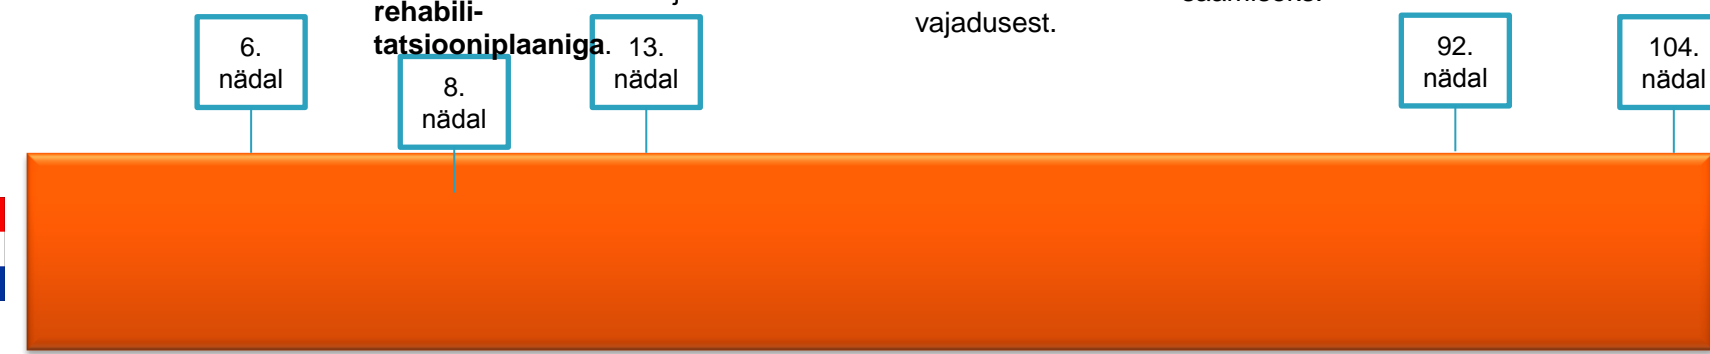 rehabili-
tatsiooniplaaniga.
vajadusest.
6.
nädal
8.
nädal
13.
nädal
92.
nädal
104.
nädal